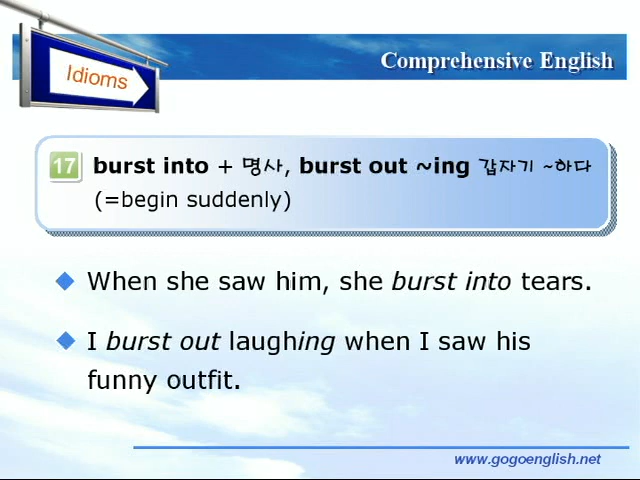 Idioms
Comprehensive English
17 burst into + 명사, burst out ~ing 갑자기 ~하다
(=begin suddenly)
When she saw him, she burst into tears.
I burst out laughing when I saw his
funny outfit.
www.gogoenglish.net